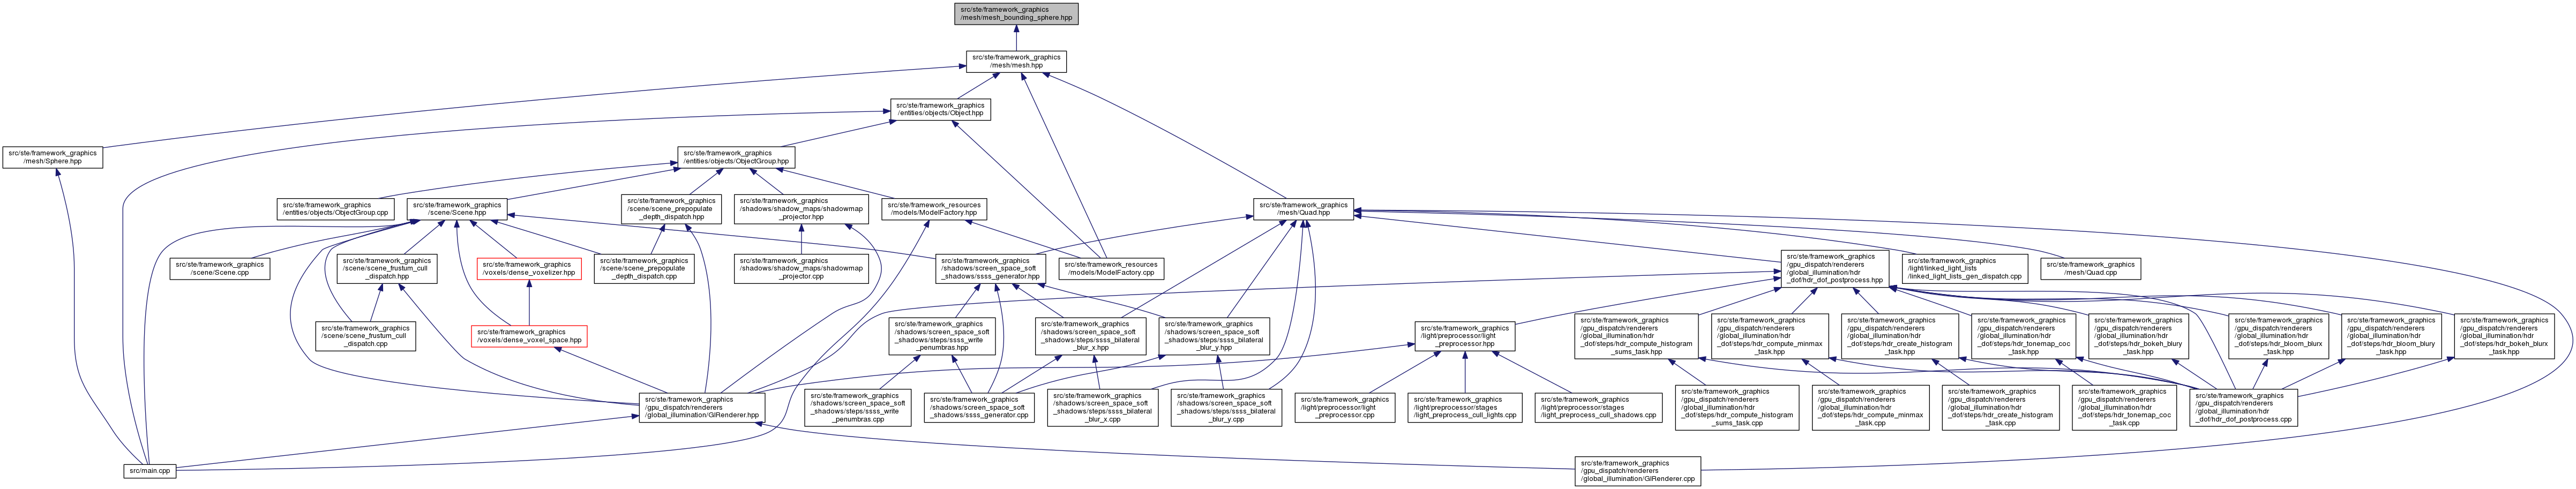 src/ste/framework_graphics
/mesh/mesh_bounding_sphere.hpp
src/ste/framework_graphics
/mesh/mesh.hpp
src/ste/framework_graphics
/entities/objects/Object.hpp
src/ste/framework_graphics
/mesh/Sphere.hpp
src/ste/framework_graphics
/entities/objects/ObjectGroup.hpp
src/ste/framework_graphics
/entities/objects/ObjectGroup.cpp
src/ste/framework_graphics
/scene/Scene.hpp
src/ste/framework_graphics
/scene/scene_prepopulate
_depth_dispatch.hpp
src/ste/framework_graphics
/shadows/shadow_maps/shadowmap
_projector.hpp
src/ste/framework_resources
/models/ModelFactory.hpp
src/ste/framework_graphics
/mesh/Quad.hpp
src/ste/framework_graphics
/scene/Scene.cpp
src/ste/framework_graphics
/scene/scene_frustum_cull
_dispatch.hpp
src/ste/framework_graphics
/voxels/dense_voxelizer.hpp
src/ste/framework_graphics
/scene/scene_prepopulate
_depth_dispatch.cpp
src/ste/framework_graphics
/shadows/shadow_maps/shadowmap
_projector.cpp
src/ste/framework_graphics
/shadows/screen_space_soft
_shadows/ssss_generator.hpp
src/ste/framework_resources
/models/ModelFactory.cpp
src/ste/framework_graphics
/gpu_dispatch/renderers
/global_illumination/hdr
_dof/hdr_dof_postprocess.hpp
src/ste/framework_graphics
/light/linked_light_lists
/linked_light_lists_gen_dispatch.cpp
src/ste/framework_graphics
/mesh/Quad.cpp
src/ste/framework_graphics
/scene/scene_frustum_cull
_dispatch.cpp
src/ste/framework_graphics
/voxels/dense_voxel_space.hpp
src/ste/framework_graphics
/shadows/screen_space_soft
_shadows/steps/ssss_write
_penumbras.hpp
src/ste/framework_graphics
/shadows/screen_space_soft
_shadows/steps/ssss_bilateral
_blur_x.hpp
src/ste/framework_graphics
/shadows/screen_space_soft
_shadows/steps/ssss_bilateral
_blur_y.hpp
src/ste/framework_graphics
/light/preprocessor/light
_preprocessor.hpp
src/ste/framework_graphics
/gpu_dispatch/renderers
/global_illumination/hdr
_dof/steps/hdr_compute_histogram
_sums_task.hpp
src/ste/framework_graphics
/gpu_dispatch/renderers
/global_illumination/hdr
_dof/steps/hdr_compute_minmax
_task.hpp
src/ste/framework_graphics
/gpu_dispatch/renderers
/global_illumination/hdr
_dof/steps/hdr_create_histogram
_task.hpp
src/ste/framework_graphics
/gpu_dispatch/renderers
/global_illumination/hdr
_dof/steps/hdr_tonemap_coc
_task.hpp
src/ste/framework_graphics
/gpu_dispatch/renderers
/global_illumination/hdr
_dof/steps/hdr_bokeh_blury
_task.hpp
src/ste/framework_graphics
/gpu_dispatch/renderers
/global_illumination/hdr
_dof/steps/hdr_bloom_blurx
_task.hpp
src/ste/framework_graphics
/gpu_dispatch/renderers
/global_illumination/hdr
_dof/steps/hdr_bloom_blury
_task.hpp
src/ste/framework_graphics
/gpu_dispatch/renderers
/global_illumination/hdr
_dof/steps/hdr_bokeh_blurx
_task.hpp
src/ste/framework_graphics
/gpu_dispatch/renderers
/global_illumination/GIRenderer.hpp
src/ste/framework_graphics
/shadows/screen_space_soft
_shadows/steps/ssss_write
_penumbras.cpp
src/ste/framework_graphics
/shadows/screen_space_soft
_shadows/ssss_generator.cpp
src/ste/framework_graphics
/shadows/screen_space_soft
_shadows/steps/ssss_bilateral
_blur_x.cpp
src/ste/framework_graphics
/shadows/screen_space_soft
_shadows/steps/ssss_bilateral
_blur_y.cpp
src/ste/framework_graphics
/light/preprocessor/light
_preprocessor.cpp
src/ste/framework_graphics
/light/preprocessor/stages
/light_preprocess_cull_lights.cpp
src/ste/framework_graphics
/light/preprocessor/stages
/light_preprocess_cull_shadows.cpp
src/ste/framework_graphics
/gpu_dispatch/renderers
/global_illumination/hdr
_dof/steps/hdr_compute_histogram
_sums_task.cpp
src/ste/framework_graphics
/gpu_dispatch/renderers
/global_illumination/hdr
_dof/steps/hdr_compute_minmax
_task.cpp
src/ste/framework_graphics
/gpu_dispatch/renderers
/global_illumination/hdr
_dof/steps/hdr_create_histogram
_task.cpp
src/ste/framework_graphics
/gpu_dispatch/renderers
/global_illumination/hdr
_dof/steps/hdr_tonemap_coc
_task.cpp
src/ste/framework_graphics
/gpu_dispatch/renderers
/global_illumination/hdr
_dof/hdr_dof_postprocess.cpp
src/main.cpp
src/ste/framework_graphics
/gpu_dispatch/renderers
/global_illumination/GIRenderer.cpp